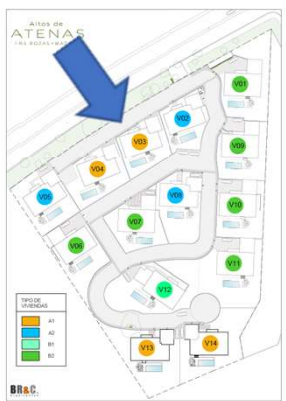 Altos de
ATENAS
V01
V02
V03
V09
V04
V05
V08
V10
V07
V06
V11
V12
V13
V14
TIPO DE
VIVIENDAS
A1
A2
B1
B2
BR&C.